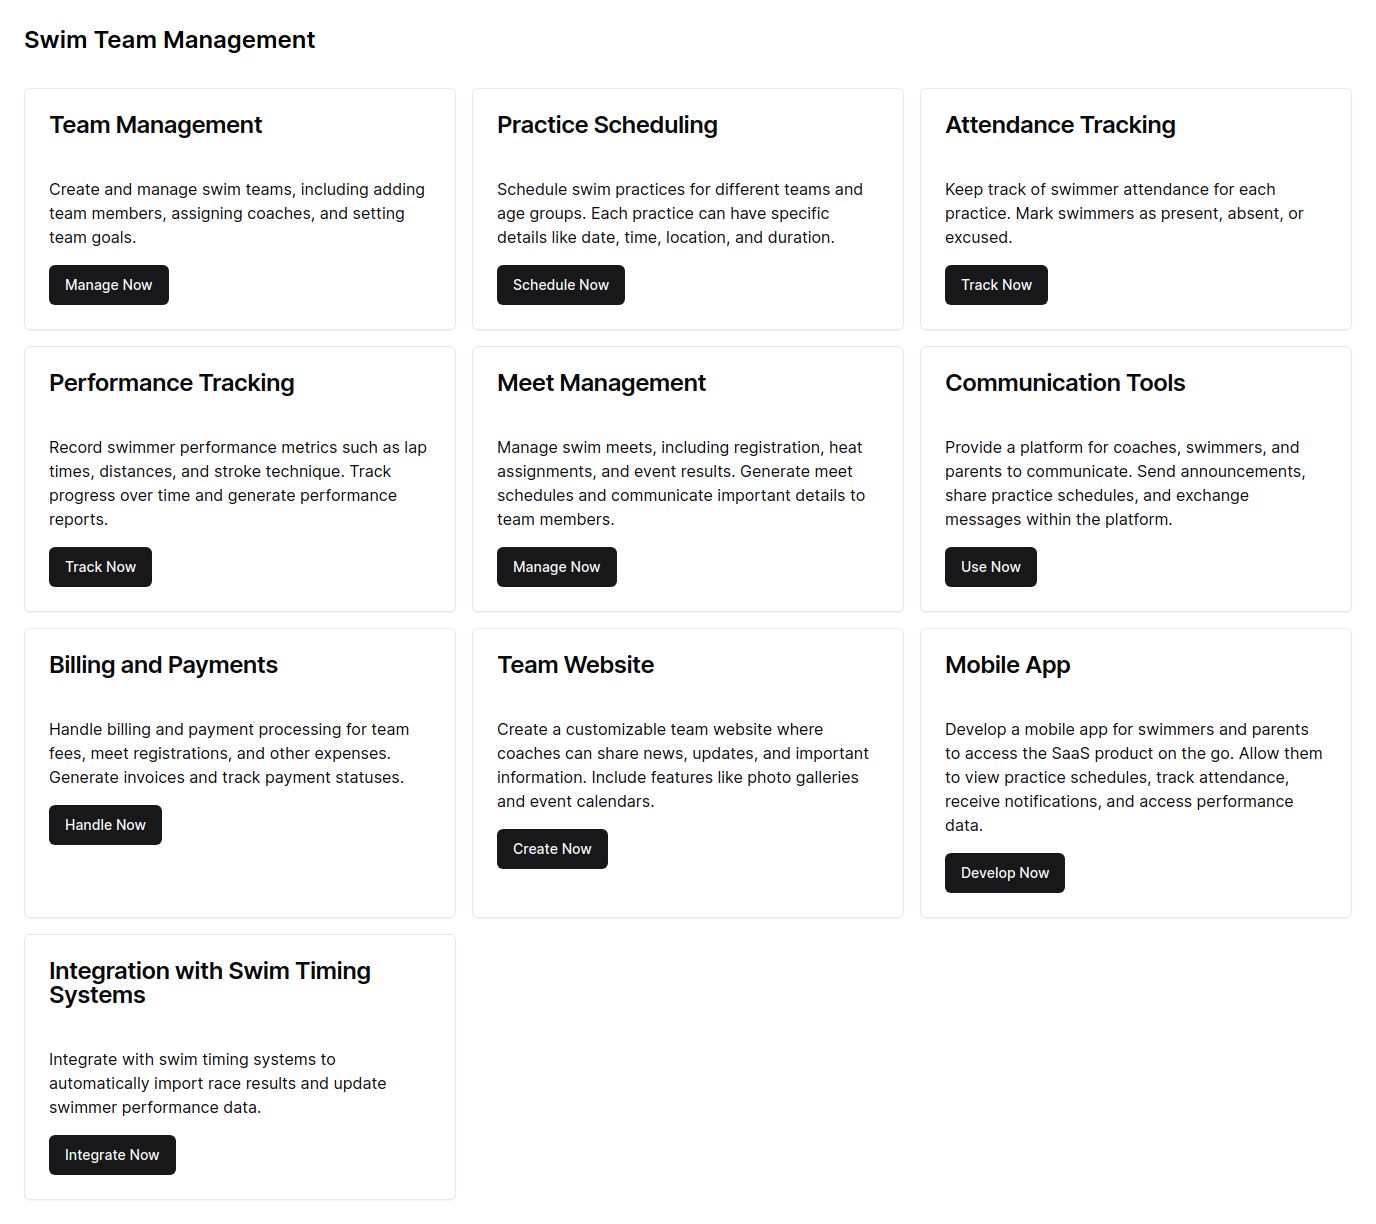 Swim Team Management
Team Management
Create and manage swim teams, including adding
team members, assigning coaches, and setting
team goals.
Manage Now
Practice Scheduling
Schedule swim practices for different teams and
age groups. Each practice can have specific
details like date, time, location, and duration.
Schedule Now
Attendance Tracking
Keep track of swimmer attendance for each
practice. Mark swimmers as present, absent, or
excused.
Track Now
Performance Tracking
Record swimmer performance metrics such as lap
times, distances, and stroke technique. Track
progress over time and generate performance
reports.
Track Now
Meet Management
Manage swim meets, including registration, heat
assignments, and event results. Generate meet
schedules and communicate important details to
team members.
Manage Now
Communication Tools
Provide a platform for coaches, swimmers, and
parents to communicate. Send announcements,
share practice schedules, and exchange
messages within the platform.
Use Now
Billing and Payments
Handle billing and payment processing for team
fees, meet registrations, and other expenses.
Generate invoices and track payment statuses.
Handle Now
Team Website
Create a customizable team website where
coaches can share news, updates, and important
information. Include features like photo galleries
and event calendars.
Create Now
Mobile App
Develop a mobile app for swimmers and parents
to access the SaaS product on the go. Allow them
to view practice schedules, track attendance,
receive notifications, and access performance
data.
Develop Now
Integration with Swim Timing
Systems
Integrate with swim timing systems to
automatically import race results and update
swimmer performance data.
Integrate Now